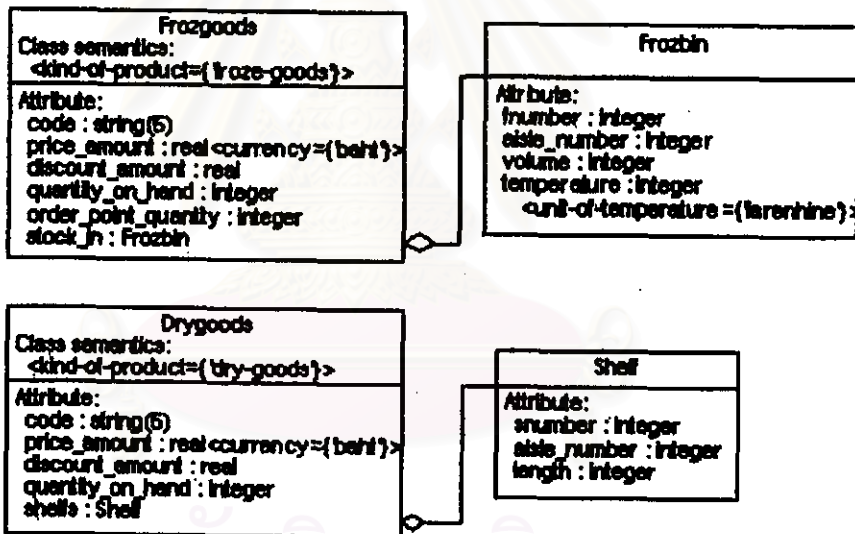 Frozgoods
Class semantics:
<kind-of-product={'froze-goods'}>
Attribute:
code : string(5)
price_amount : real<currency={'baht'}>
discount_amount : real
quantity_on_hand : integer
order_point_quantity : integer
stock_in : Frozbin
Frozbin
Attribute:
fnumber : integer
aisle_number : integer
volume : integer
temperature : integer
<unit-of-temperature={'farenhine'}>
Drygoods
Class semantics:
<kind-of-product={'dry-goods'}>
Attribute:
code : string(5)
price_amount : real<currency={'baht'}>
discount_amount : real
quantity_on_hand : integer
shelfs : Shelf
Shelf
Attribute:
snumber : integer
aisle_number : integer
length : integer